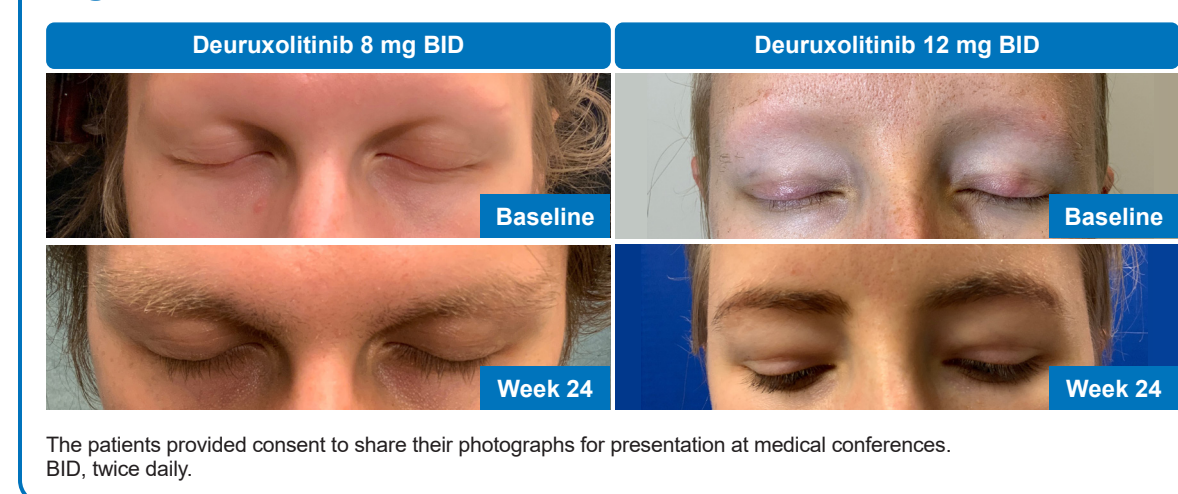 Deuruxolitinib 8 mg BID
Deuruxolitinib 12 mg BID
Baseline
Baseline
Week 24
Week 24
The patients provided consent to share their photographs for presentation at medical conferences.
BID, twice daily.